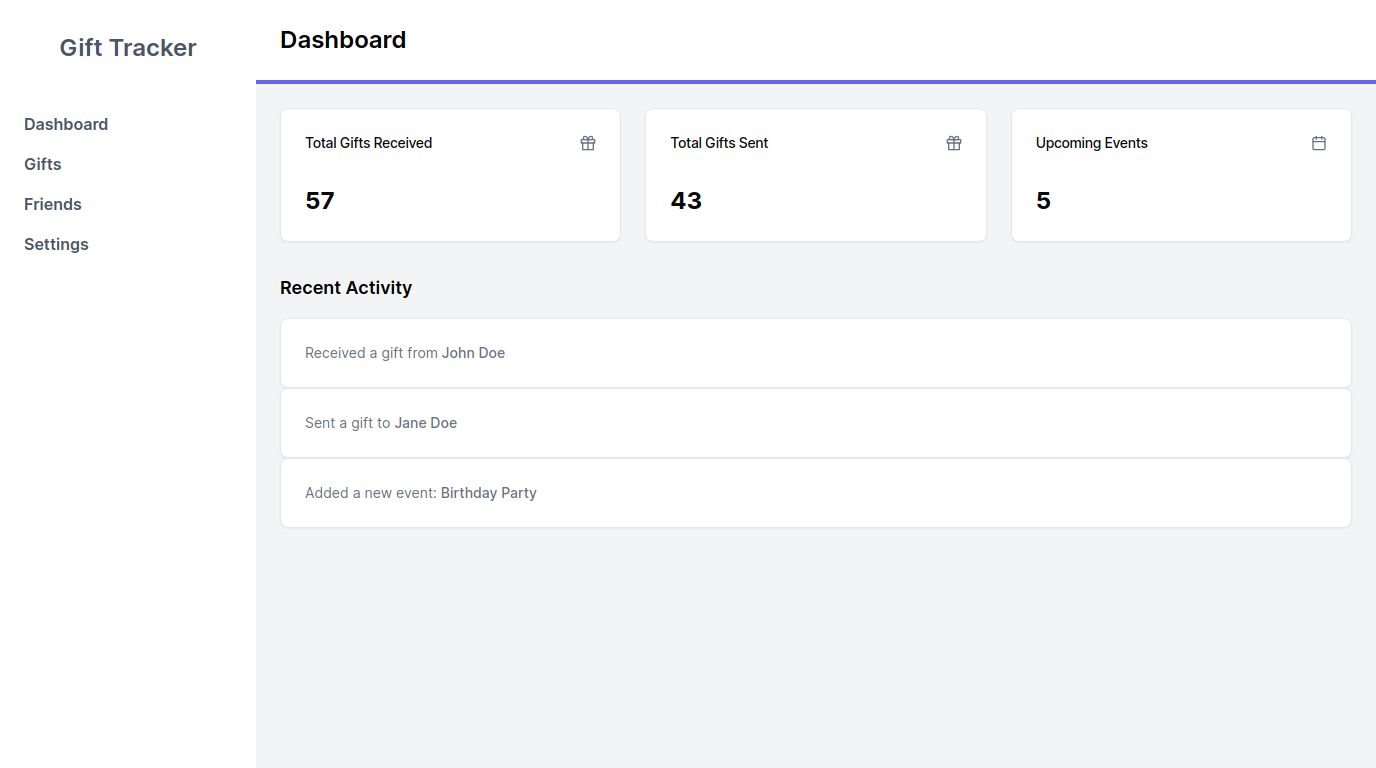 Gift Tracker
Dashboard
Gifts
Friends
Settings
Dashboard
Total Gifts Received
57
Total Gifts Sent
43
Upcoming Events
5
Recent Activity
Received a gift from John Doe
Sent a gift to Jane Doe
Added a new event: Birthday Party